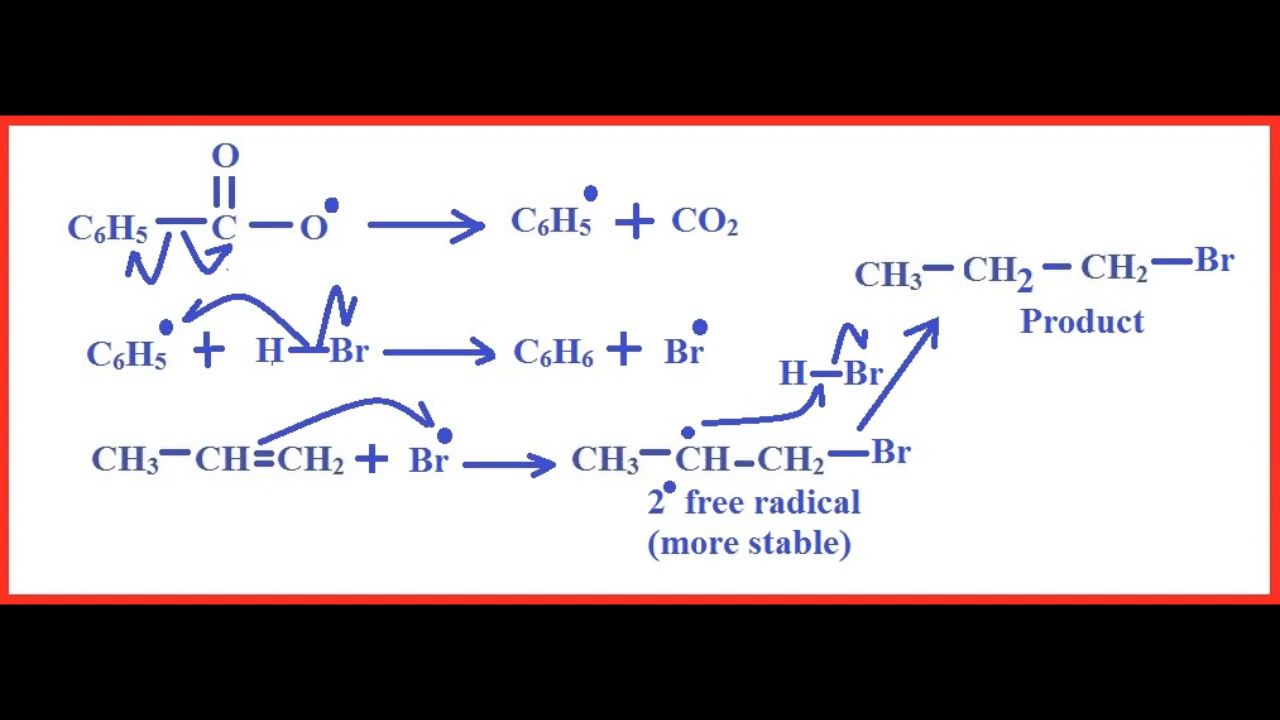 O
||
C₆H₅ — C — O• → C₆H₅• + CO₂
CH₃ — CH₂ — CH₂ — Br
Product
C₆H₅• + H — Br → C₆H₆ + Br•
H — Br
CH₃ — CH = CH₂ + Br• → CH₃ — ĊH – CH₂ — Br
2• free radical
(more stable)